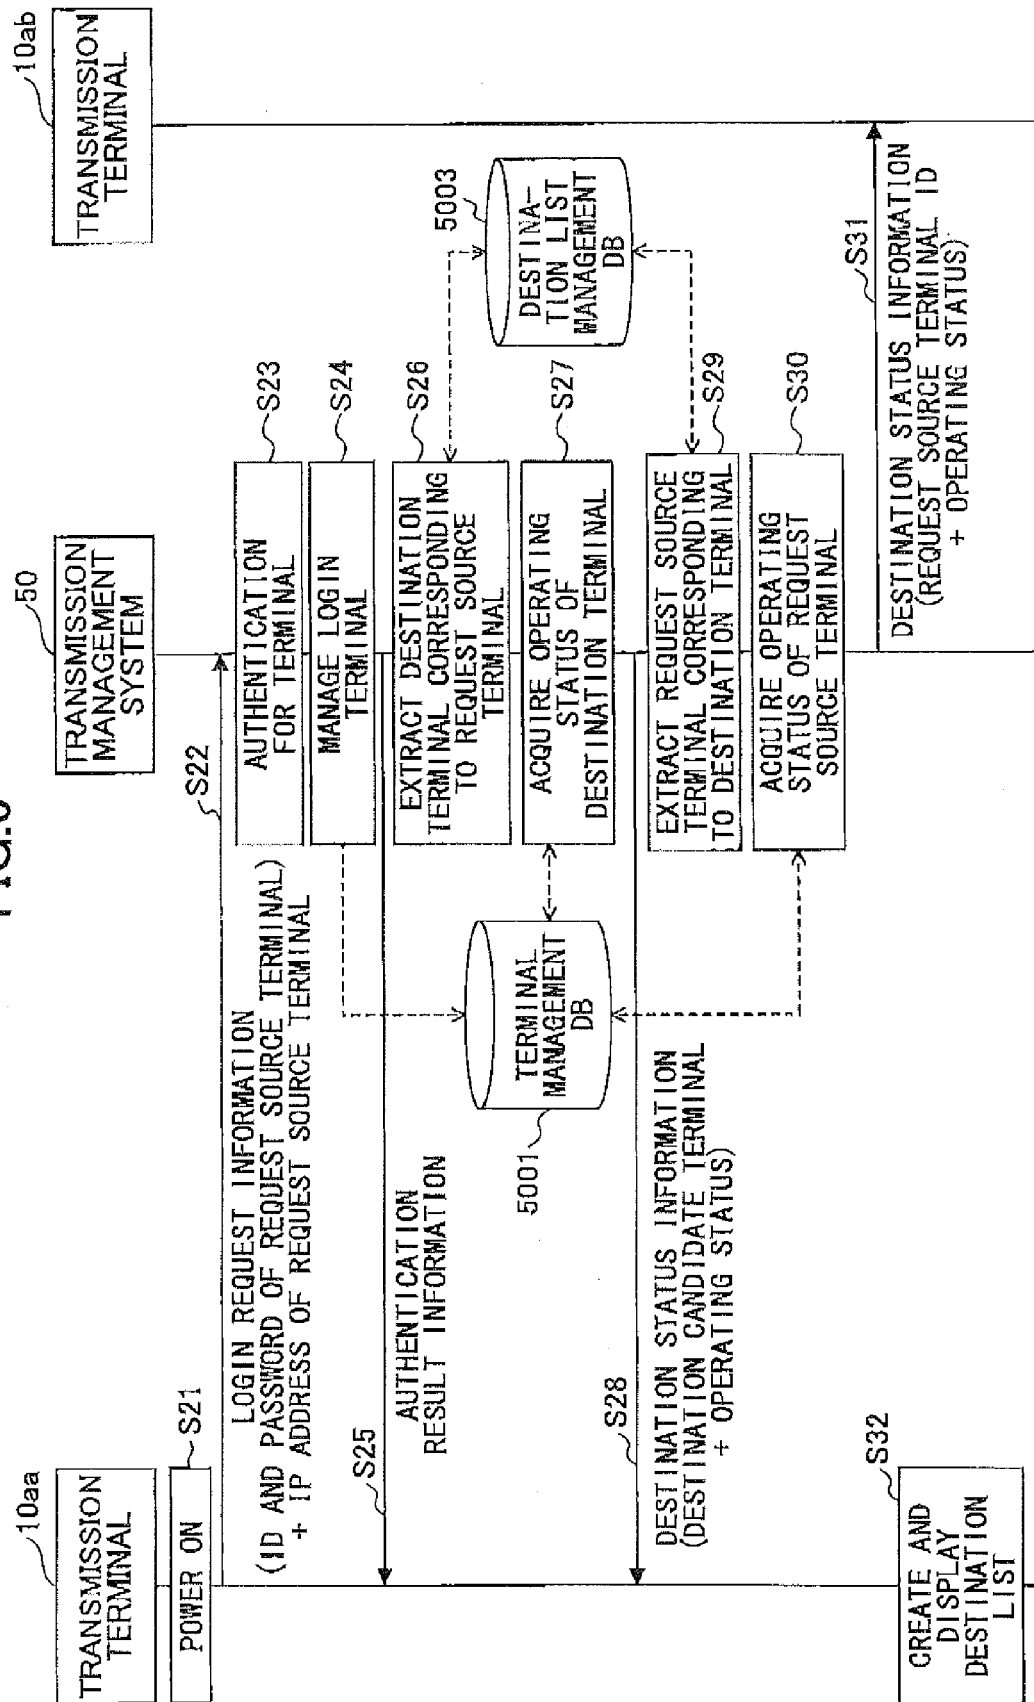 10aa
TRANSMISSION
TERMINAL
50
TRANSMISSION
MANAGEMENT
SYSTEM
10ab
TRANSMISSION
TERMINAL
POWER ON
S21
LOGIN REQUEST INFORMATION
(ID AND PASSWORD OF REQUEST SOURCE TERMINAL)
+ IP ADDRESS OF REQUEST SOURCE TERMINAL
S22
AUTHENTICATION
FOR TERMINAL
S23
MANAGE LOGIN
TERMINAL
S24
S25
AUTHENTICATION
RESULT INFORMATION
EXTRACT DESTINATION
TERMINAL CORRESPONDING
TO REQUEST SOURCE
TERMINAL
S26
5003
DESTINA-
TION LIST
MANAGEMENT
DB
5001
TERMINAL
MANAGEMENT
DB
ACQUIRE OPERATING
STATUS OF
DESTINATION TERMINAL
S27
S28
DESTINATION STATUS INFORMATION
(DESTINATION CANDIDATE TERMINAL
+ OPERATING STATUS)
EXTRACT REQUEST SOURCE
TERMINAL CORRESPONDING
TO DESTINATION TERMINAL
S29
ACQUIRE OPERATING
STATUS OF REQUEST
SOURCE TERMINAL
S30
S31
DESTINATION STATUS INFORMATION
(REQUEST SOURCE TERMINAL ID
+ OPERATING STATUS)
CREATE AND
DISPLAY
DESTINATION
LIST
S32